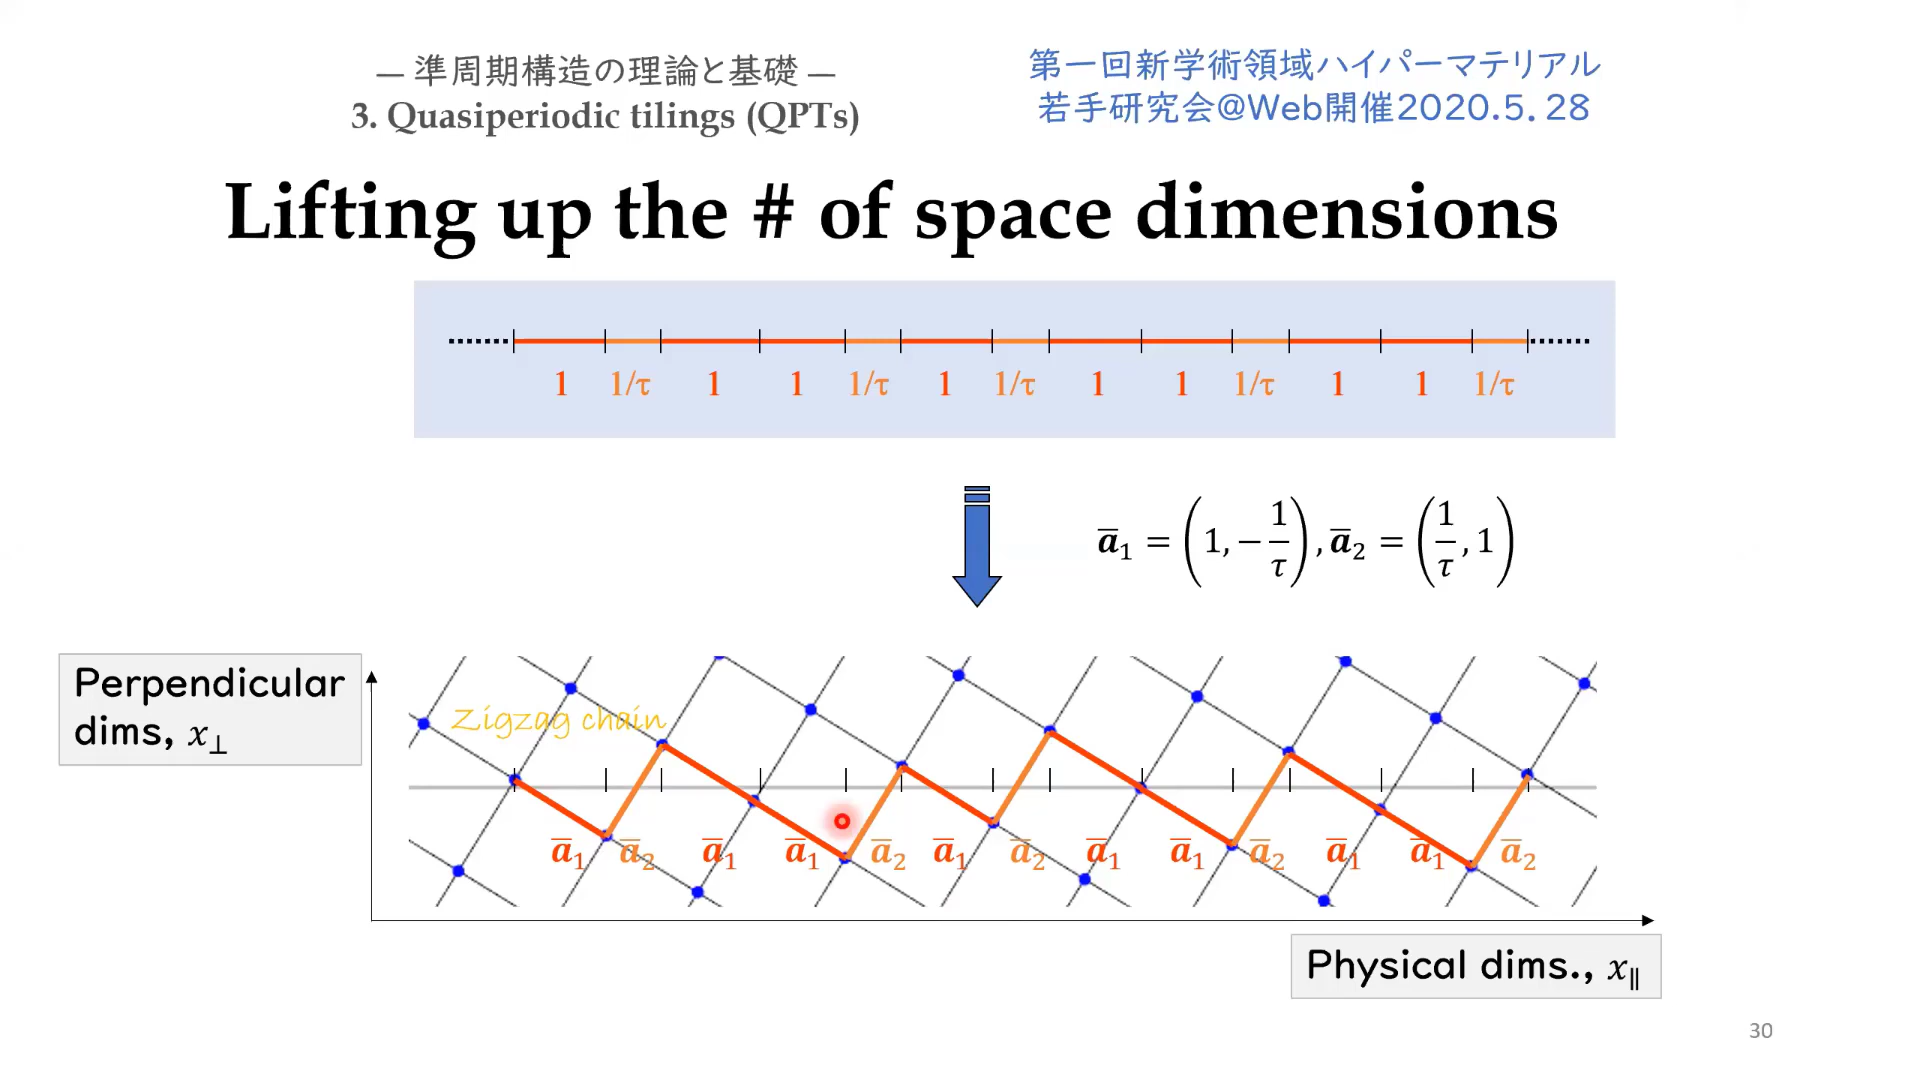 — 準周期構造の理論と基礎 —
3. Quasiperiodic tilings (QPTs)
第一回新学術領域ハイパーマテリアル
若手研究会@Web開催2020.5.28
Lifting up the # of space dimensions
1 1/τ 1 1 1/τ 1 1/τ 1 1 1/τ 1 1 1/τ
a̅₁ = (1, −1/τ), a̅₂ = (1/τ, 1)
Perpendicular
dims, x⊥
Zigzag chain
a̅₁ a̅₂ a̅₁ a̅₁ a̅₂ a̅₁ a̅₂ a̅₁ a̅₁ a̅₂ a̅₁ a̅₁ a̅₂
Physical dims., x∥
30